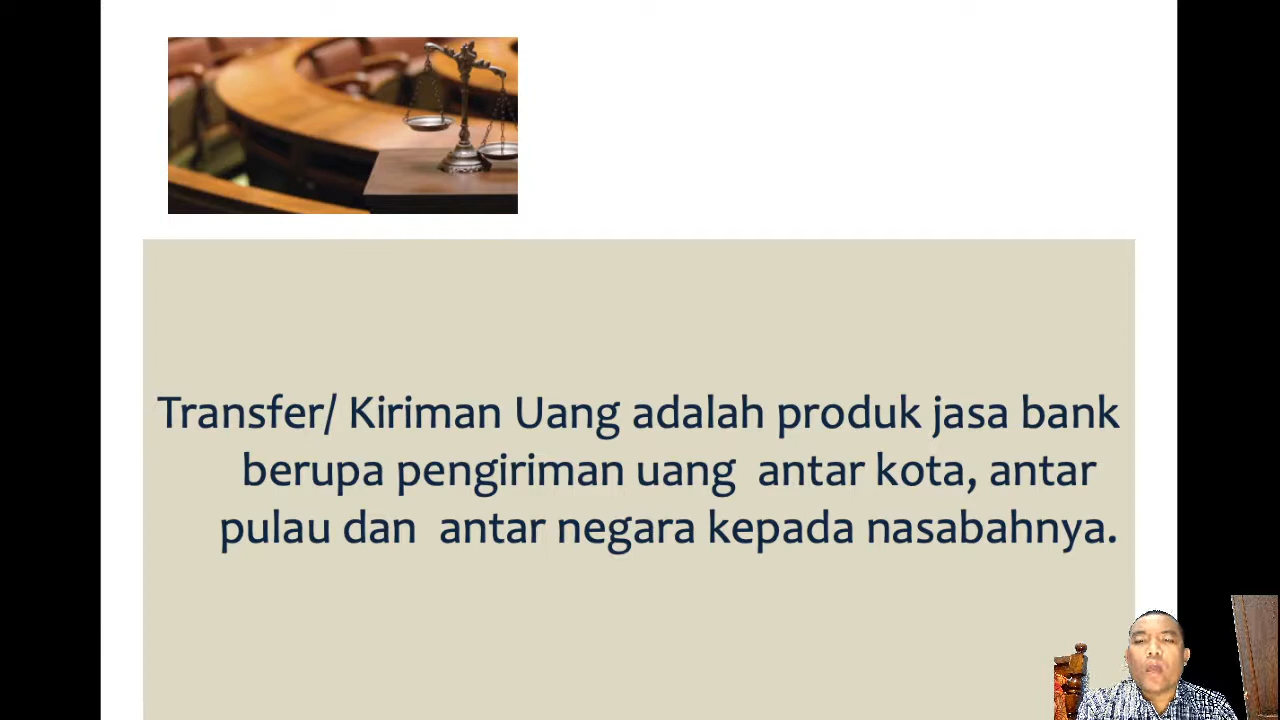 Transfer/ Kiriman Uang adalah produk jasa bank
berupa pengiriman uang antar kota, antar
pulau dan antar negara kepada nasabahnya.